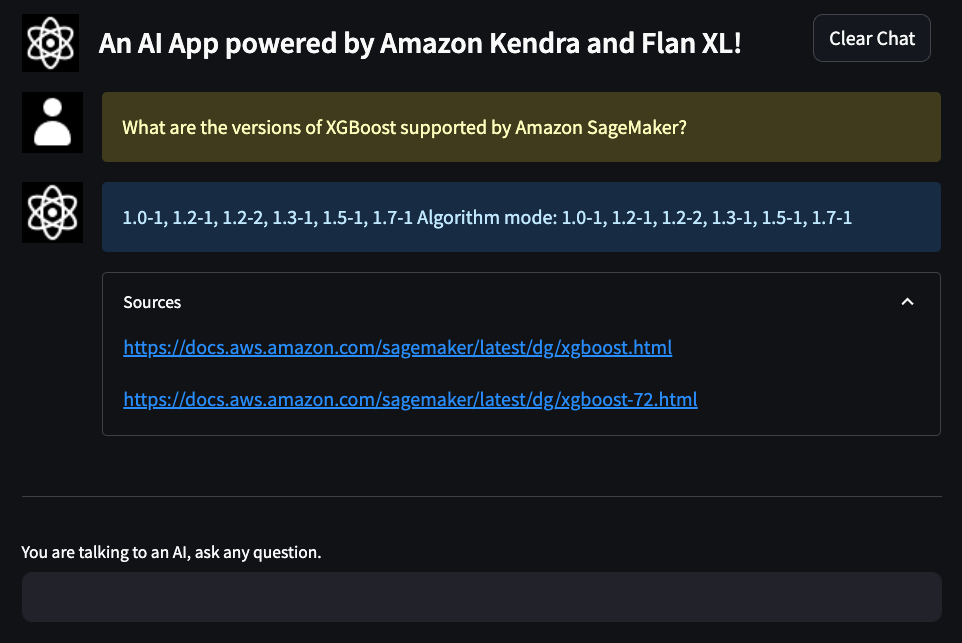 An AI App powered by Amazon Kendra and Flan XL!
Clear Chat
What are the versions of XGBoost supported by Amazon SageMaker?
1.0-1, 1.2-1, 1.2-2, 1.3-1, 1.5-1, 1.7-1 Algorithm mode: 1.0-1, 1.2-1, 1.2-2, 1.3-1, 1.5-1, 1.7-1
Sources
https://docs.aws.amazon.com/sagemaker/latest/dg/xgboost.html
https://docs.aws.amazon.com/sagemaker/latest/dg/xgboost-72.html
You are talking to an AI, ask any question.